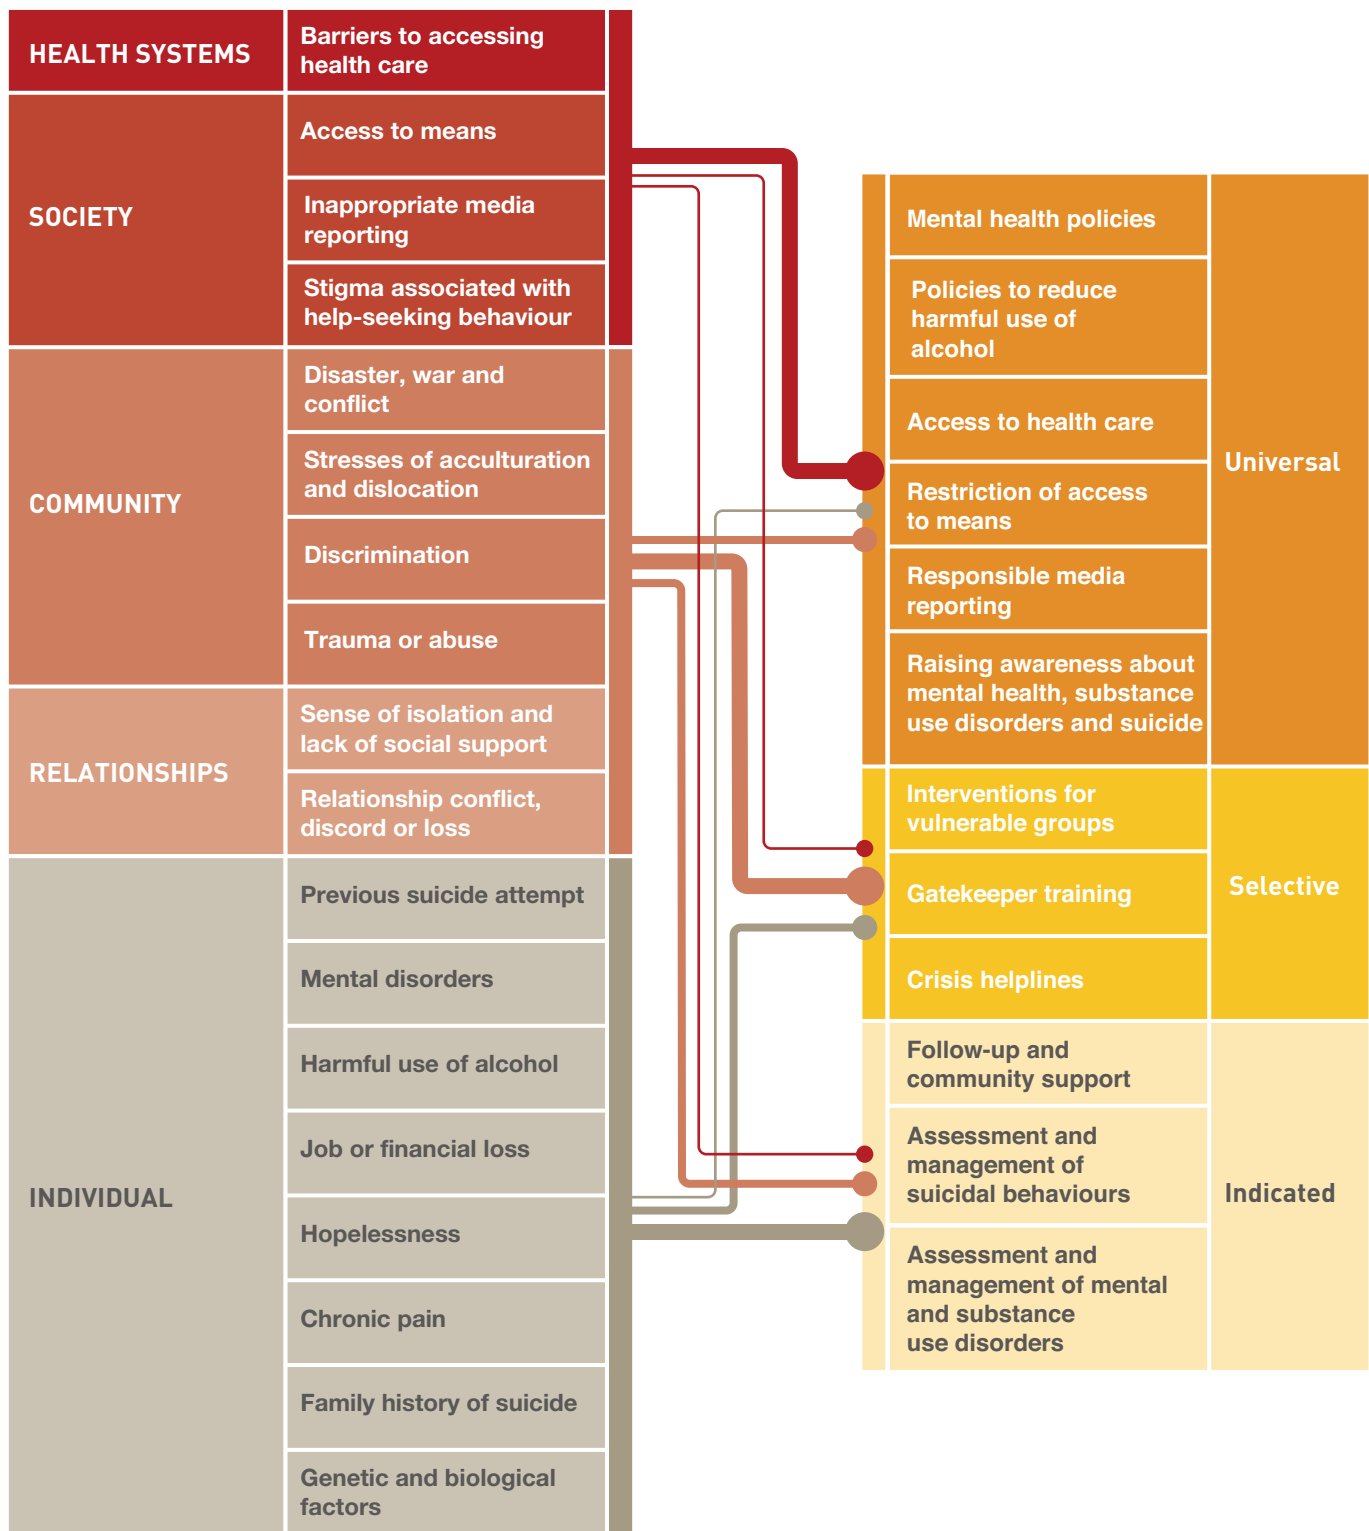 HEALTH SYSTEMS
Barriers to accessing
health care
SOCIETY
Access to means
Inappropriate media
reporting
Stigma associated with
help-seeking behaviour
COMMUNITY
Disaster, war and
conflict
Stresses of acculturation
and dislocation
Discrimination
Trauma or abuse
RELATIONSHIPS
Sense of isolation and
lack of social support
Relationship conflict,
discord or loss
INDIVIDUAL
Previous suicide attempt
Mental disorders
Harmful use of alcohol
Job or financial loss
Hopelessness
Chronic pain
Family history of suicide
Genetic and biological
factors
Mental health policies
Policies to reduce
harmful use of
alcohol
Access to health care
Restriction of access
to means
Responsible media
reporting
Raising awareness about
mental health, substance
use disorders and suicide
Universal
Interventions for
vulnerable groups
Gatekeeper training
Crisis helplines
Selective
Follow-up and
community support
Assessment and
management of
suicidal behaviours
Assessment and
management of mental
and substance
use disorders
Indicated